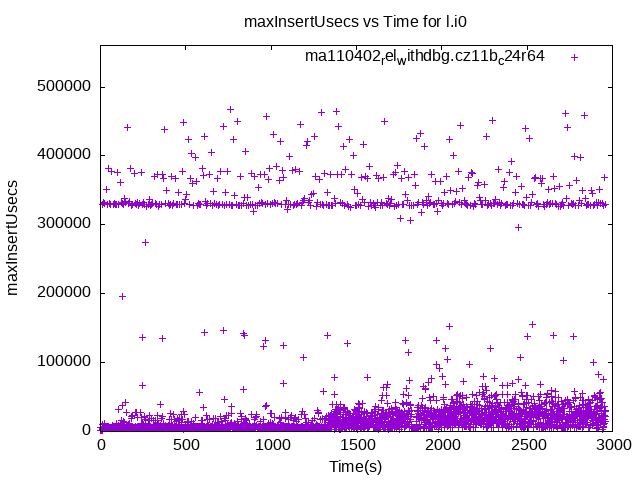 maxInsertUsecs vs Time for l.i0
ma110402_rel_withdbg.cz11b_c24r64
500000
400000
300000
200000
100000
0
maxInsertUsecs
0 500 1000 1500 2000 2500 3000
Time(s)